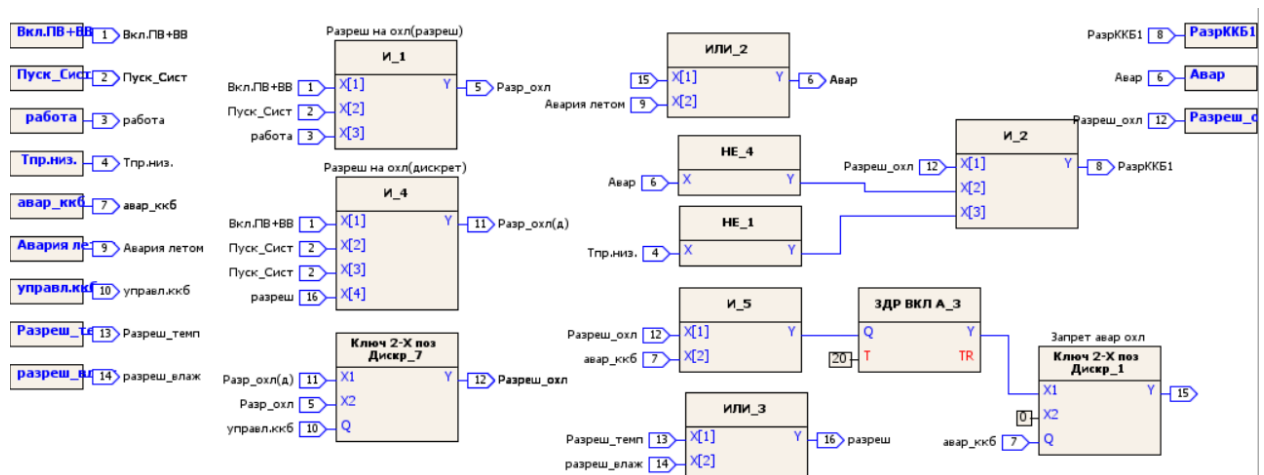 Вкл.ПВ+ВВ 1 Вкл.ПВ+ВВ
Пуск_Сист 2 Пуск_Сист
работа 3 работа
Тпр.низ. 4 Тпр.низ.
авар_ккб 7 авар_ккб
Авария ле 9 Авария летом
управл.ккб 10 управл.ккб
Разреш_те 13 Разреш_темп
разреш_вл 14 разреш_влаж
Разреш на охл(разреш)
И_1
Вкл.ПВ+ВВ 1 X[1] Y 5 Разр_охл
Пуск_Сист 2 X[2]
работа 3 X[3]
Разреш на охл(дискрет)
И_4
Вкл.ПВ+ВВ 1 X[1] Y 11 Разр_охл(д)
Пуск_Сист 2 X[2]
Пуск_Сист 2 X[3]
разреш 16 X[4]
Ключ 2-Х поз
Дискр_7
Разр_охл(д) 11 X1 Y 12 Разреш_охл
Разр_охл 5 X2
управл.ккб 10 Q
ИЛИ_2
15 X[1] Y 6 Авар
Авария летом 9 X[2]
НЕ_4
Авар 6 X Y
НЕ_1
Тпр.низ. 4 X Y
И_2
Разреш_охл 12 X[1] Y 8 РазрККБ1
X[2]
X[3]
И_5
Разреш_охл 12 X[1] Y
авар_ккб 7 X[2]
ЗДР ВКЛ А_3
Q Y
20 T TR
Запрет авар охл
Ключ 2-Х поз
Дискр_1
X1 Y 15
0 X2
авар_ккб 7 Q
ИЛИ_3
Разреш_темп 13 X[1] Y 16 разреш
разреш_влаж 14 X[2]
РазрККБ1 8 РазрККБ1
Авар 6 Авар
Разреш_охл 12 Разреш_о